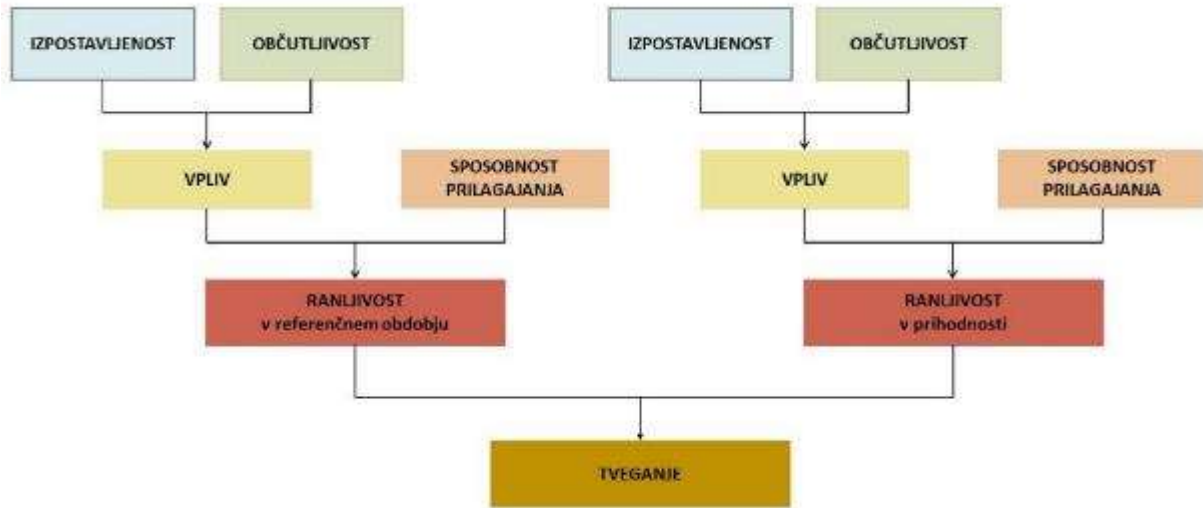 IZPOSTAVLJENOST
OBČUTLJIVOST
IZPOSTAVLJENOST
OBČUTLJIVOST
VPLIV
SPOSOBNOST
PRILAGAJANJA
VPLIV
SPOSOBNOST
PRILAGAJANJA
RANLJIVOST
v referenčnem obdobju
RANLJIVOST
v prihodnosti
TVEGANJE